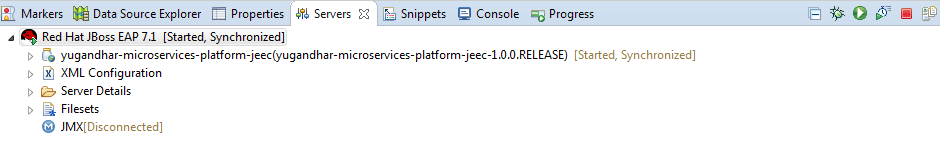 Markers Data Source Explorer Properties Servers Snippets Console Progress
Red Hat JBoss EAP 7.1 [Started, Synchronized]
yugandhar-microservices-platform-jeec(yugandhar-microservices-platform-jeec-1.0.0.RELEASE) [Started, Synchronized]
XML Configuration
Server Details
Filesets
JMX[Disconnected]